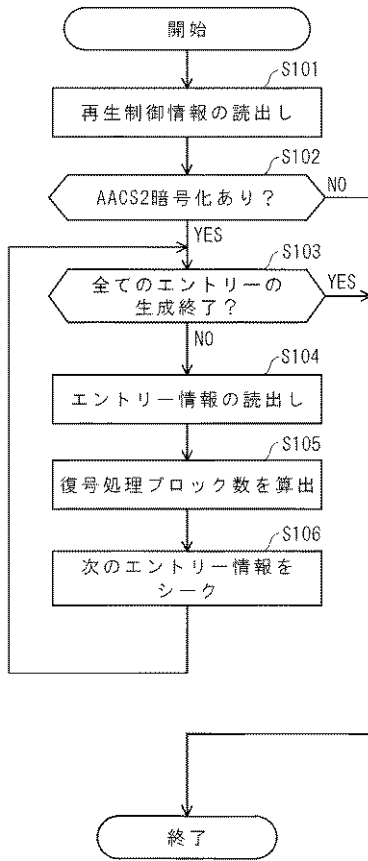 開始
S101
再生制御情報の読出し
S102
AACS2暗号化あり？
NO
YES
S103
全てのエントリーの
生成終了？
YES
NO
S104
エントリー情報の読出し
S105
復号処理ブロック数を算出
S106
次のエントリー情報を
シーク
終了